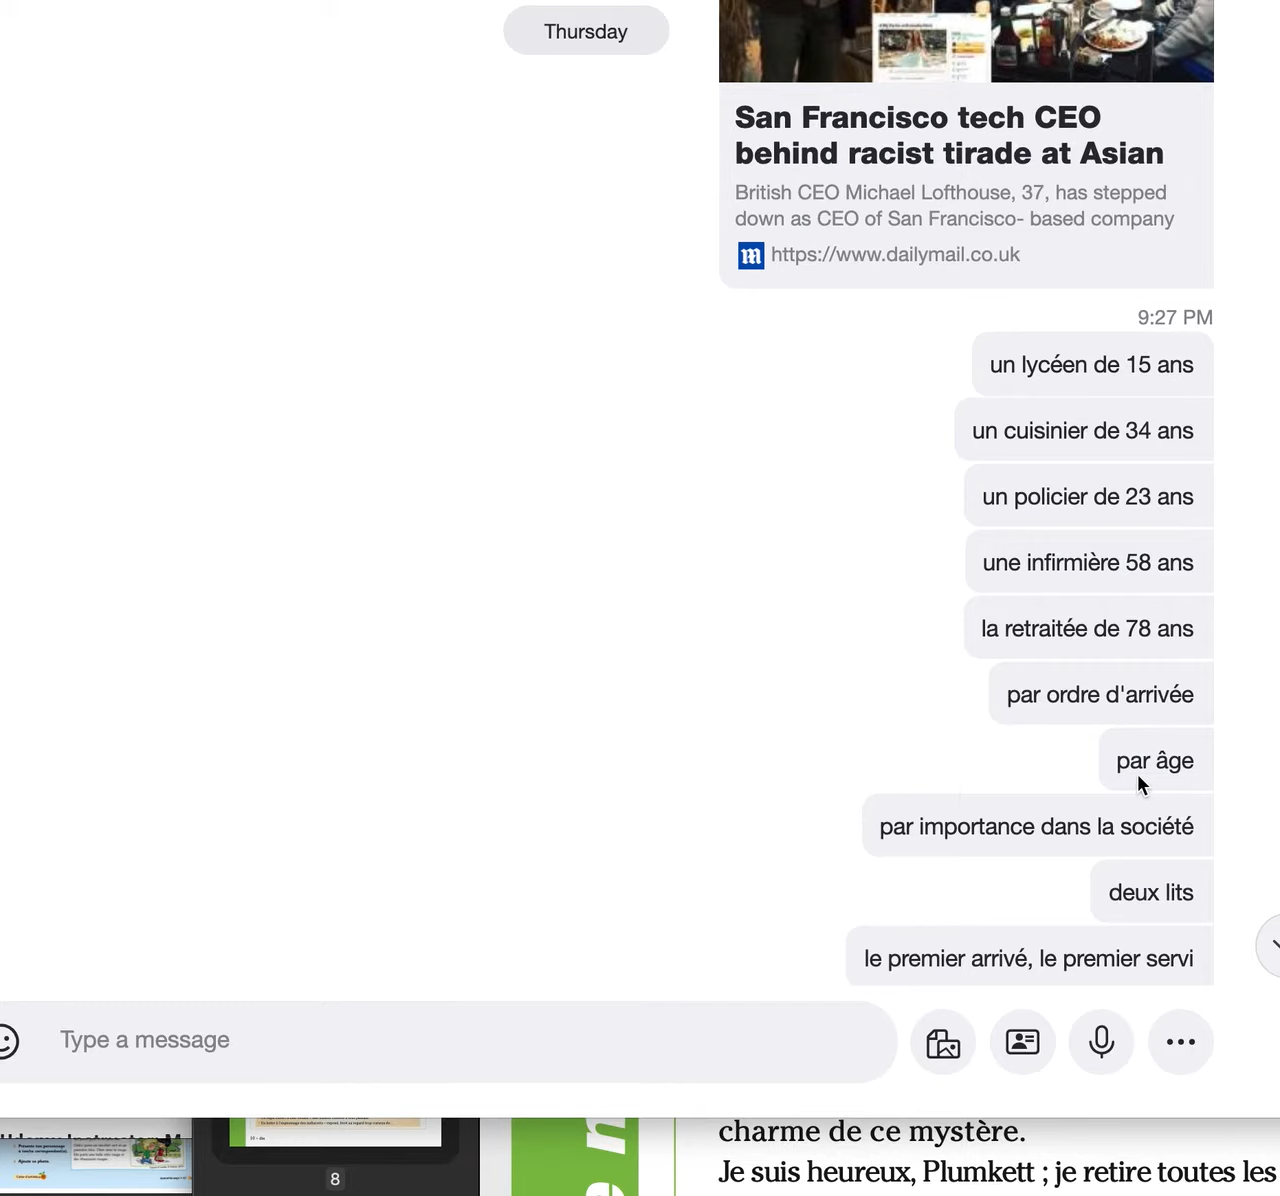 Thursday
San Francisco tech CEO
behind racist tirade at Asian
British CEO Michael Lofthouse, 37, has stepped
down as CEO of San Francisco- based company
m https://www.dailymail.co.uk
9:27 PM
un lycéen de 15 ans
un cuisinier de 34 ans
un policier de 23 ans
une infirmière 58 ans
la retraitée de 78 ans
par ordre d'arrivée
par âge
par importance dans la société
deux lits
le premier arrivé, le premier servi
Type a message
8
charme de ce mystère.
Je suis heureux, Plumkett ; je retire toutes les